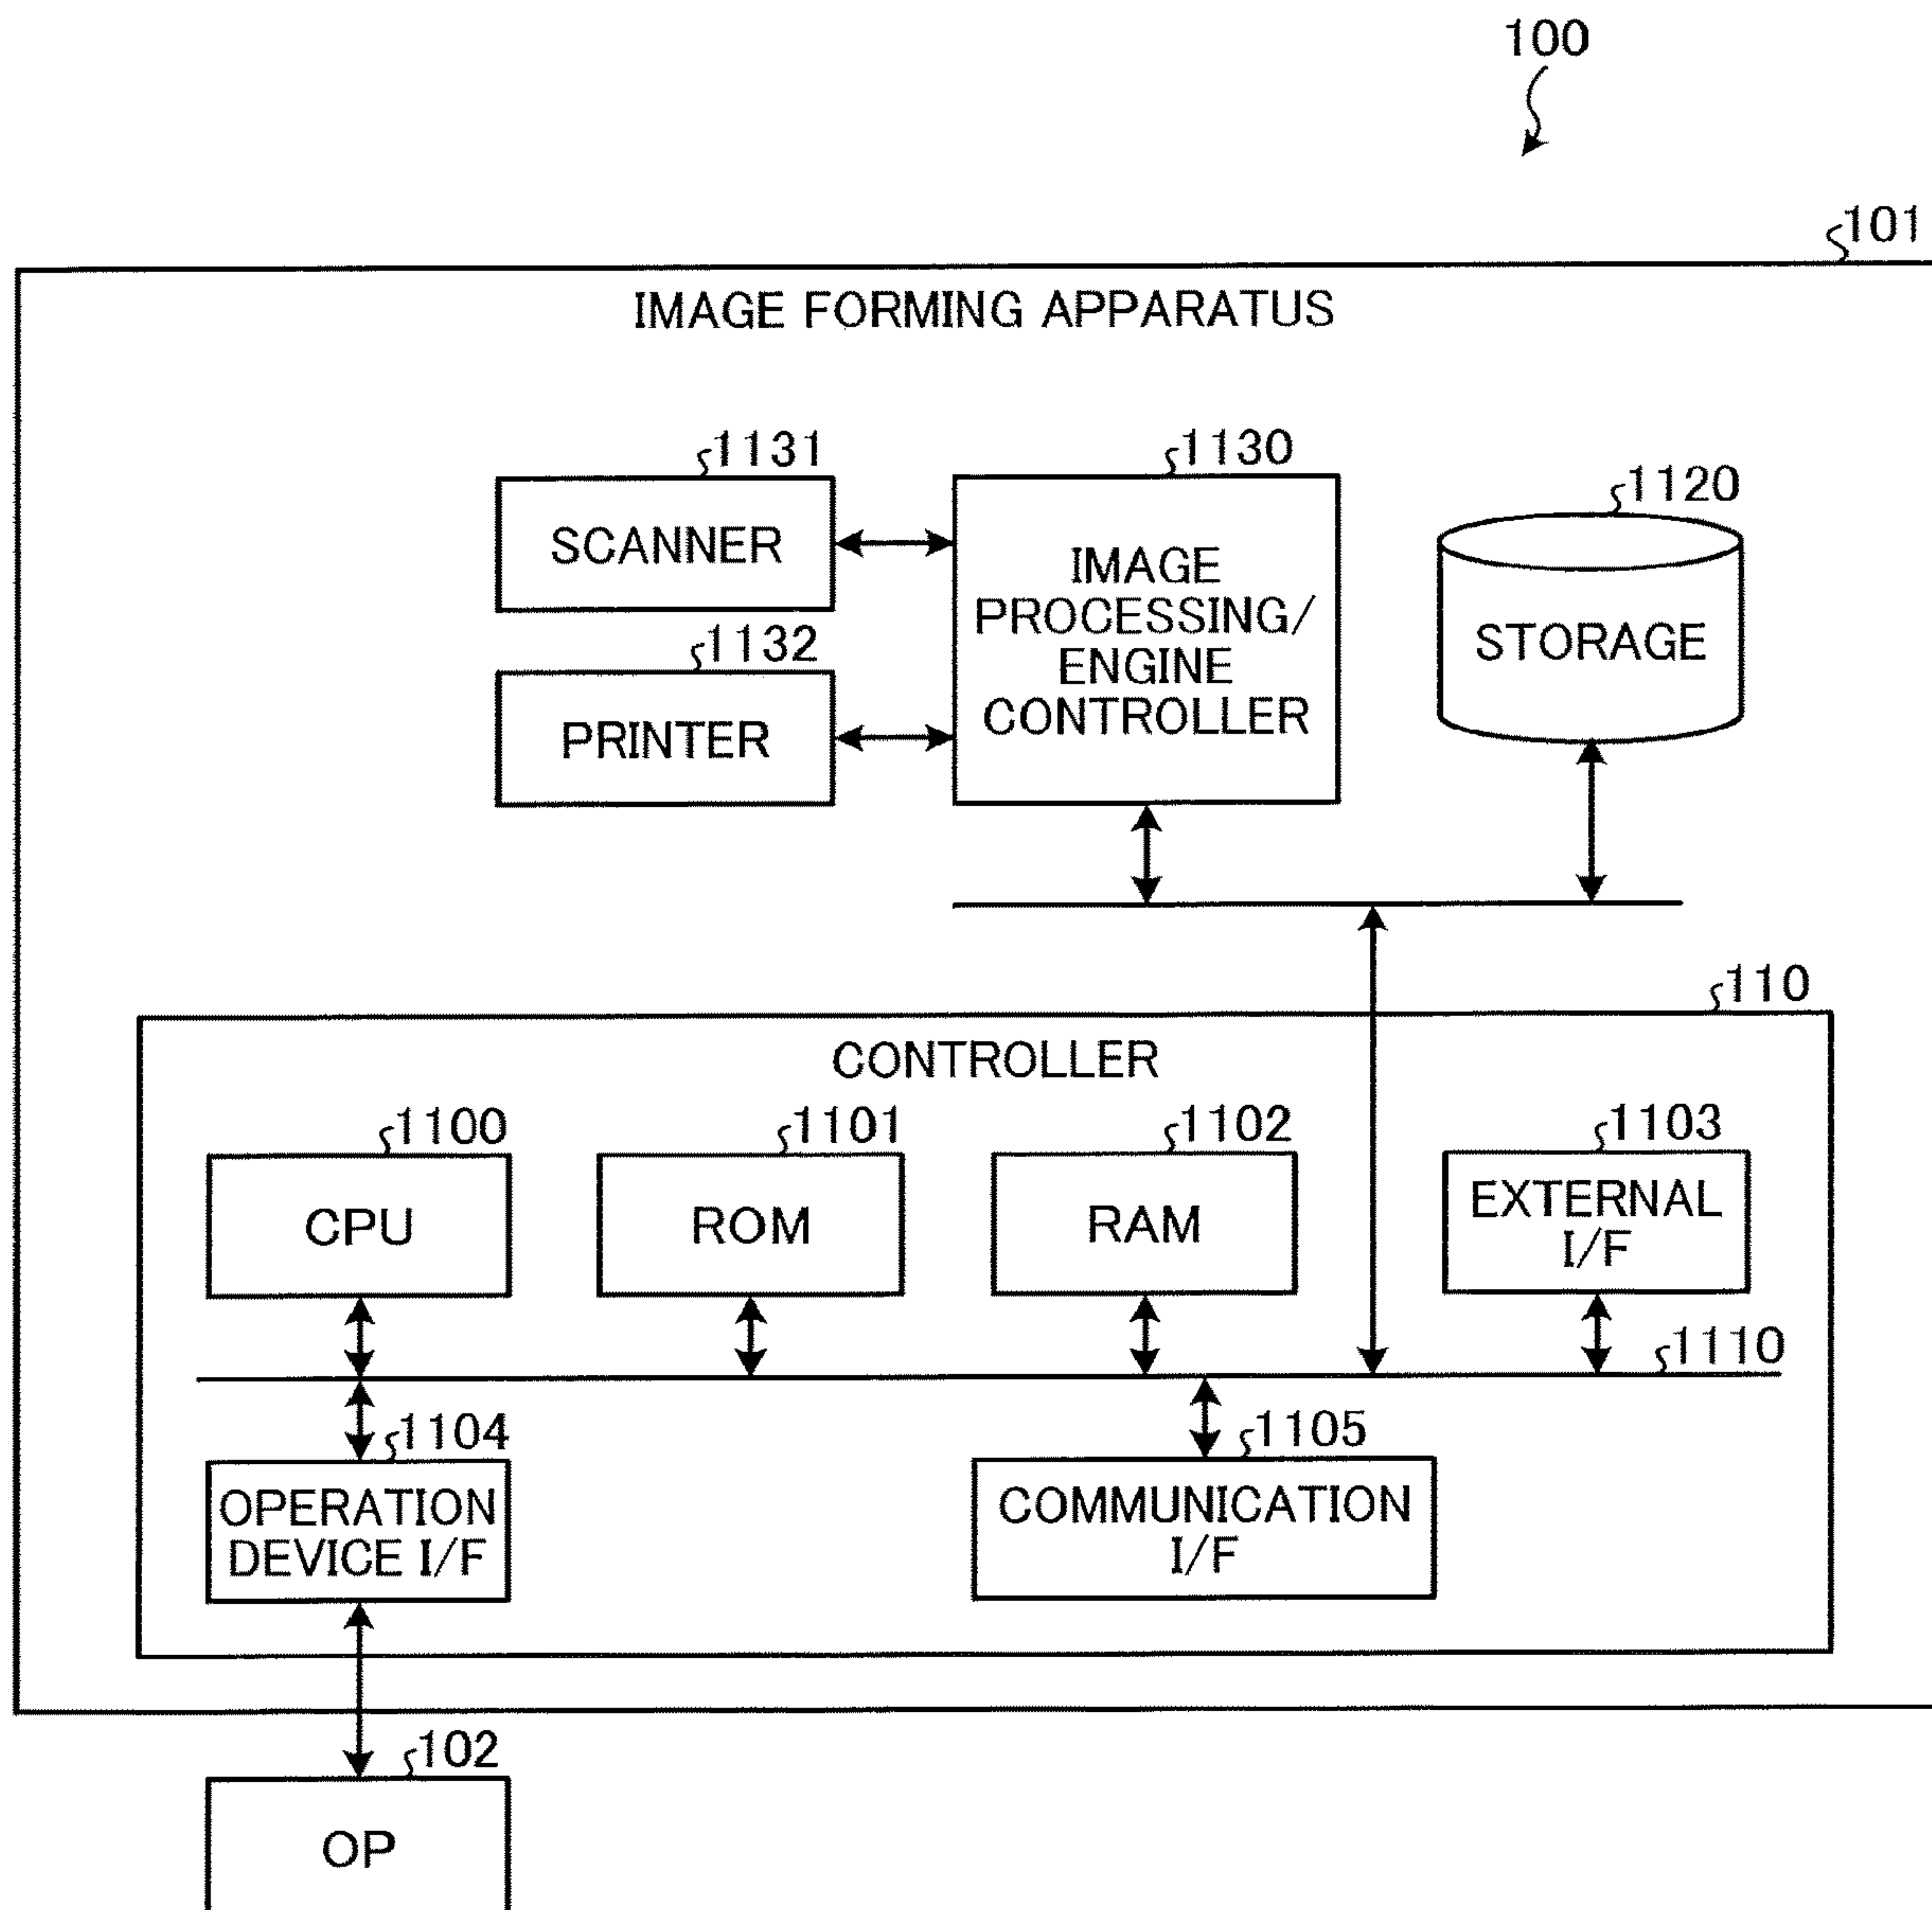 100
101
IMAGE FORMING APPARATUS
1131
SCANNER
1132
PRINTER
1130
IMAGE
PROCESSING/
ENGINE
CONTROLLER
1120
STORAGE
110
CONTROLLER
1100
CPU
1101
ROM
1102
RAM
1103
EXTERNAL
I/F
1110
1104
OPERATION
DEVICE I/F
1105
COMMUNICATION
I/F
102
OP